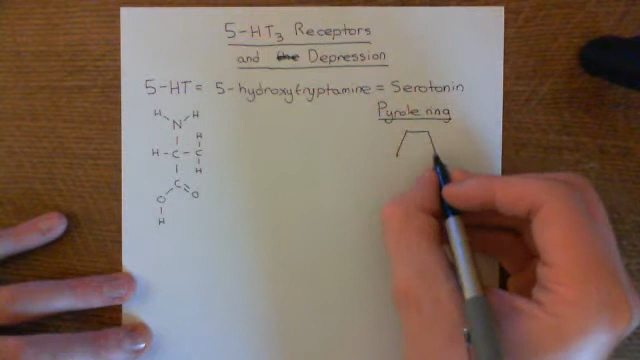 5-HT₃ Receptors
and the Depression
5-HT = 5-hydroxytryptamine = Serotonin
Pyrole ring
H H
N
H
H-C-C
H
C
O O
H